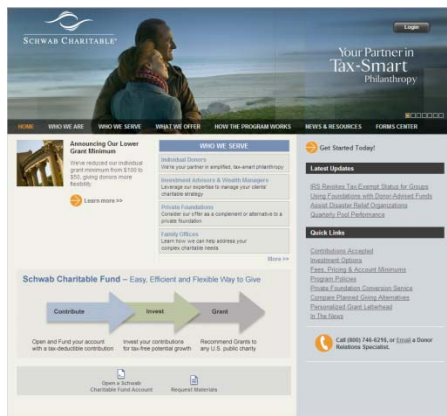 SCHWAB CHARITABLE
Login
Your Partner in
Tax-Smart
Philanthropy
HOME WHO WE ARE WHO WE SERVE WHAT WE OFFER HOW THE PROGRAM WORKS NEWS & RESOURCES FORMS CENTER
Announcing Our Lower
Grant Minimum
We've reduced our individual
grant minimum from $100 to
$50, giving donors more
flexibility.
Learn more >>
WHO WE SERVE
Individual Donors
We're your partner in simplified, tax-smart philanthropy
Investment Advisors & Wealth Managers
Leverage our expertise to manage your clients'
charitable strategy
Private Foundations
Consider our offer as a complement or alternative to a
private foundation
Family Offices
Learn how we can help address your
complex charitable needs
More >>
Get Started Today!
Latest Updates
IRS Revokes Tax-Exempt Status for Groups
Using Foundations with Donor-Advised Funds
Assist Disaster Relief Organizations
Quarterly Pool Performance
Quick Links
Contributions Accepted
Investment Options
Fees, Pricing & Account Minimums
Program Policies
Private Foundation Conversion Service
Compare Planned Giving Alternatives
Personalized Grant Letterhead
In The News
Call (800) 746-6216, or Email a Donor
Relations Specialist.
Schwab Charitable Fund – Easy, Efficient and Flexible Way to Give
Contribute
Invest
Grant
Open and Fund your account
with a tax-deductible contribution
Invest your contributions
for tax-free potential growth
Recommend Grants to
any U.S. public charity
Open a Schwab
Charitable Fund Account
Request Materials